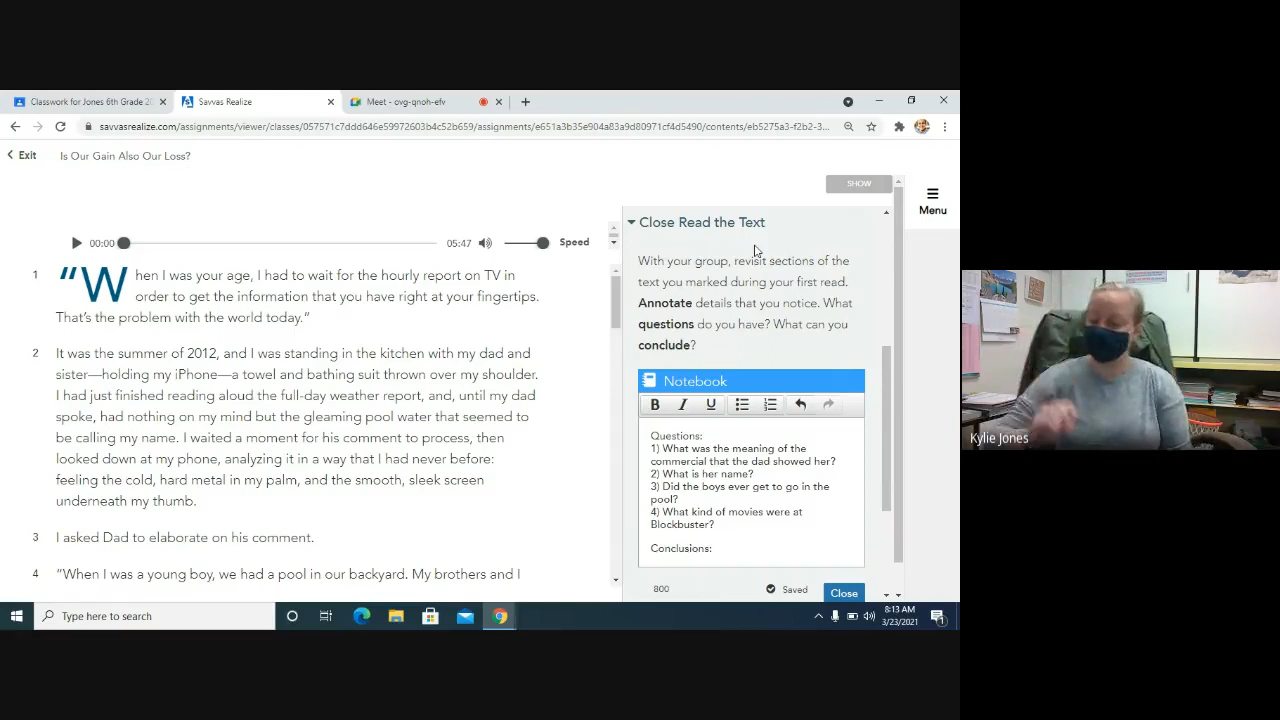 Classwork for Jones 6th Grade 2
Savvas Realize
Meet - ovg-qnoh-efv
savvasrealize.com/assignments/viewer/classes/057571c7ddd646e59972603b4c52b659/assignments/e651a3b35e904a83a9d80971cf4d5490/contents/eb5275a3-f2b2-3...
Exit
Is Our Gain Also Our Loss?
SHOW
Menu
00:00
05:47
Speed
1
“When I was your age, I had to wait for the hourly report on TV in
order to get the information that you have right at your fingertips.
That’s the problem with the world today.”
2
It was the summer of 2012, and I was standing in the kitchen with my dad and
sister—holding my iPhone—a towel and bathing suit thrown over my shoulder.
I had just finished reading aloud the full-day weather report, and, until my dad
spoke, had nothing on my mind but the gleaming pool water that seemed to
be calling my name. I waited a moment for his comment to process, then
looked down at my phone, analyzing it in a way that I had never before:
feeling the cold, hard metal in my palm, and the smooth, sleek screen
underneath my thumb.
3
I asked Dad to elaborate on his comment.
4
“When I was a young boy, we had a pool in our backyard. My brothers and I
Close Read the Text
With your group, revisit sections of the
text you marked during your first read.
Annotate details that you notice. What
questions do you have? What can you
conclude?
Notebook
B I U
Questions:
1) What was the meaning of the
commercial that the dad showed her?
2) What is her name?
3) Did the boys ever get to go in the
pool?
4) What kind of movies were at
Blockbuster?
Conclusions:
800
Saved
Close
Type here to search
8:13 AM
3/23/2021
1
Kylie Jones